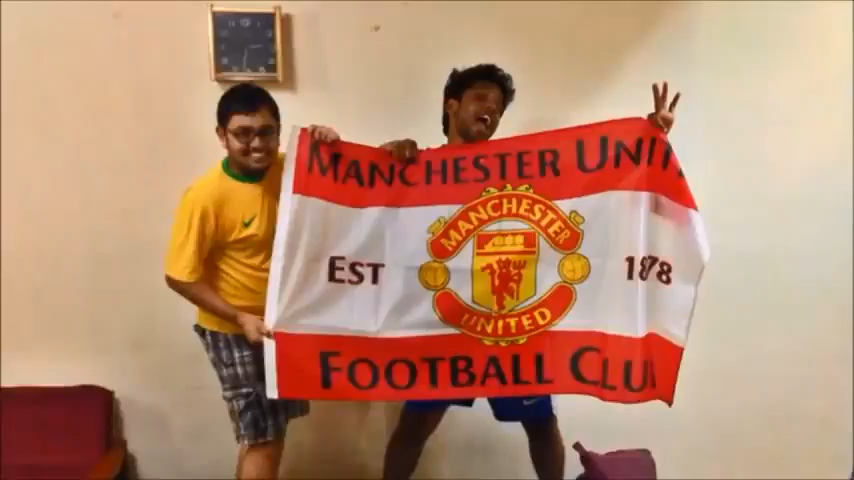 MANCHESTER UNIT
MANCHESTER
EST
1878
UNITED
FOOTBALL CLU